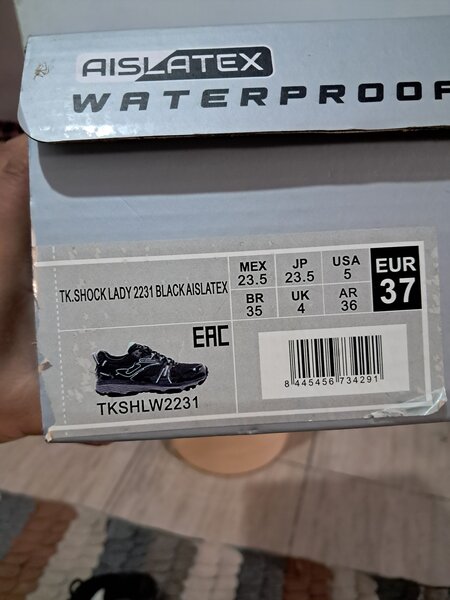 AISLATEX
WATERPROOF
TK.SHOCK LADY 2231 BLACK AISLATEX
MEX
23.5
JP
23.5
USA
5
EUR
37
BR
35
UK
4
AR
36
EAC
TKSHLW2231
8 445456 734291